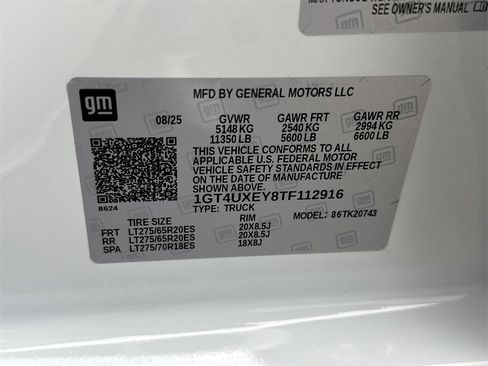 SEE OWNER'S MANUAL
gm
MFD BY GENERAL MOTORS LLC
08/25 GVWR GAWR FRT GAWR RR
5148 KG 2540 KG 2994 KG
11350 LB 5600 LB 6600 LB
THIS VEHICLE CONFORMS TO ALL
APPLICABLE U.S. FEDERAL MOTOR
VEHICLE SAFETY STANDARDS IN EFFECT
ON THE DATE OF MANUFACTURE SHOWN ABOVE.
1GT4UXEY8TF112916
8624 TYPE: TRUCK MODEL: 86TK20743
TIRE SIZE RIM
FRT LT275/65R20ES 20X8.5J
RR LT275/65R20ES 20X8.5J
SPA LT275/70R18ES 18X8J